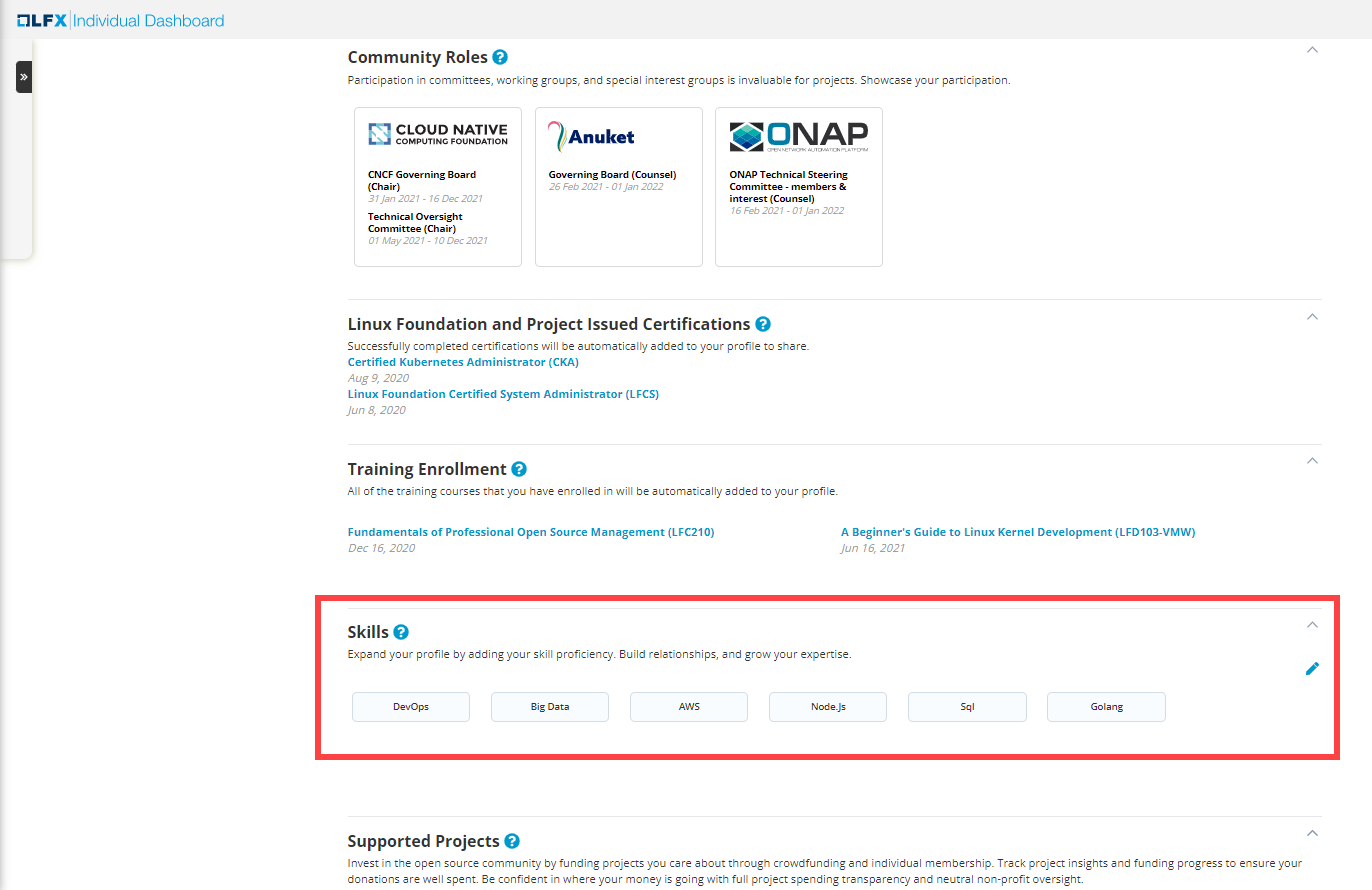 LFX Individual Dashboard
»
Community Roles ?
Participation in committees, working groups, and special interest groups is invaluable for projects. Showcase your participation.
CLOUD NATIVE
COMPUTING FOUNDATION
CNCF Governing Board
(Chair)
31 Jan 2021 - 16 Dec 2021
Technical Oversight
Committee (Chair)
01 May 2021 - 10 Dec 2021
Anuket
Governing Board (Counsel)
26 Feb 2021 - 01 Jan 2022
ONAP
OPEN NETWORK AUTOMATION PLATFORM
ONAP Technical Steering
Committee - members &
interest (Counsel)
16 Feb 2021 - 01 Jan 2022
Linux Foundation and Project Issued Certifications ?
Successfully completed certifications will be automatically added to your profile to share.
Certified Kubernetes Administrator (CKA)
Aug 9, 2020
Linux Foundation Certified System Administrator (LFCS)
Jun 8, 2020
Training Enrollment ?
All of the training courses that you have enrolled in will be automatically added to your profile.
Fundamentals of Professional Open Source Management (LFC210)
Dec 16, 2020
A Beginner's Guide to Linux Kernel Development (LFD103-VMW)
Jun 16, 2021
Skills ?
Expand your profile by adding your skill proficiency. Build relationships, and grow your expertise.
DevOps
Big Data
AWS
Node.Js
Sql
Golang
Supported Projects ?
Invest in the open source community by funding projects you care about through crowdfunding and individual membership. Track project insights and funding progress to ensure your
donations are well spent. Be confident in where your money is going with full project spending transparency and neutral non-profit oversight.